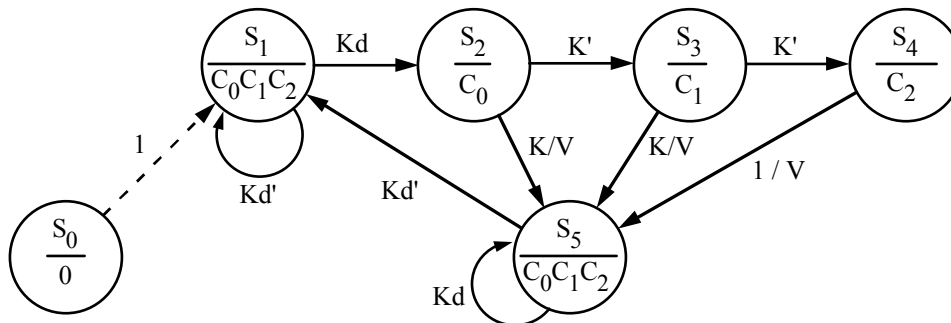 S0
0
1
S1
C0C1C2
Kd'
Kd
S2
C0
K'
S3
C1
K'
S4
C2
K/V
K/V
1 / V
Kd'
S5
C0C1C2
Kd